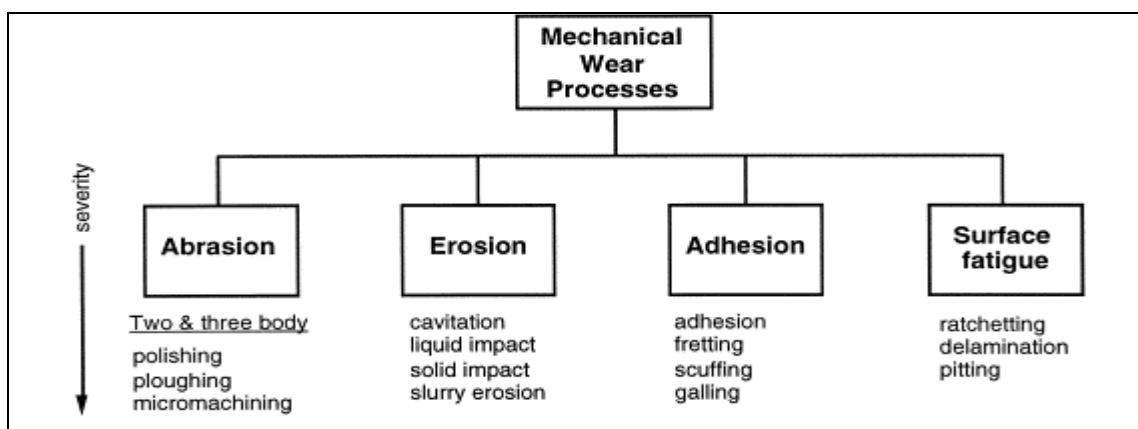 Mechanical
Wear
Processes
severity
Abrasion
Erosion
Adhesion
Surface
fatigue
Two & three body
polishing
ploughing
micromachining
cavitation
liquid impact
solid impact
slurry erosion
adhesion
fretting
scuffing
galling
ratchetting
delamination
pitting